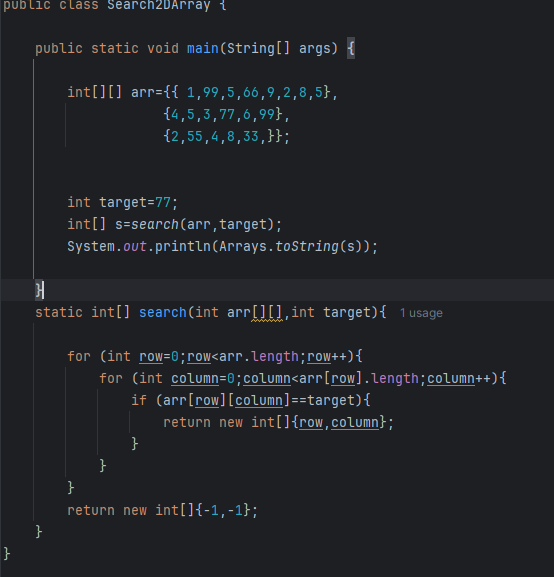 public class Search2DArray {
public static void main(String[] args) {
int[][] arr={{ 1,99,5,66,9,2,8,5},
{4,5,3,77,6,99},
{2,55,4,8,33,}};
int target=77;
int[] s=search(arr,target);
System.out.println(Arrays.toString(s));
}
static int[] search(int arr[][],int target){ 1 usage
for (int row=0;row<arr.length;row++){
for (int column=0;column<arr[row].length;column++){
if (arr[row][column]==target){
return new int[]{row,column};
}
}
}
return new int[]{-1,-1};
}
}